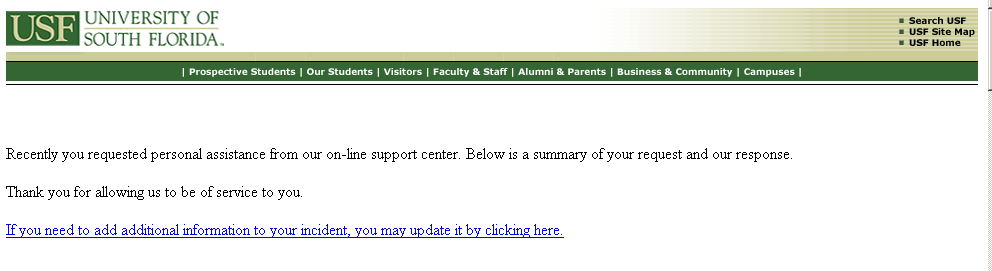 USF UNIVERSITY OF
SOUTH FLORIDA™
Search USF
USF Site Map
USF Home
| Prospective Students | Our Students | Visitors | Faculty & Staff | Alumni & Parents | Business & Community | Campuses |
Recently you requested personal assistance from our on-line support center. Below is a summary of your request and our response.
Thank you for allowing us to be of service to you.
If you need to add additional information to your incident, you may update it by clicking here.